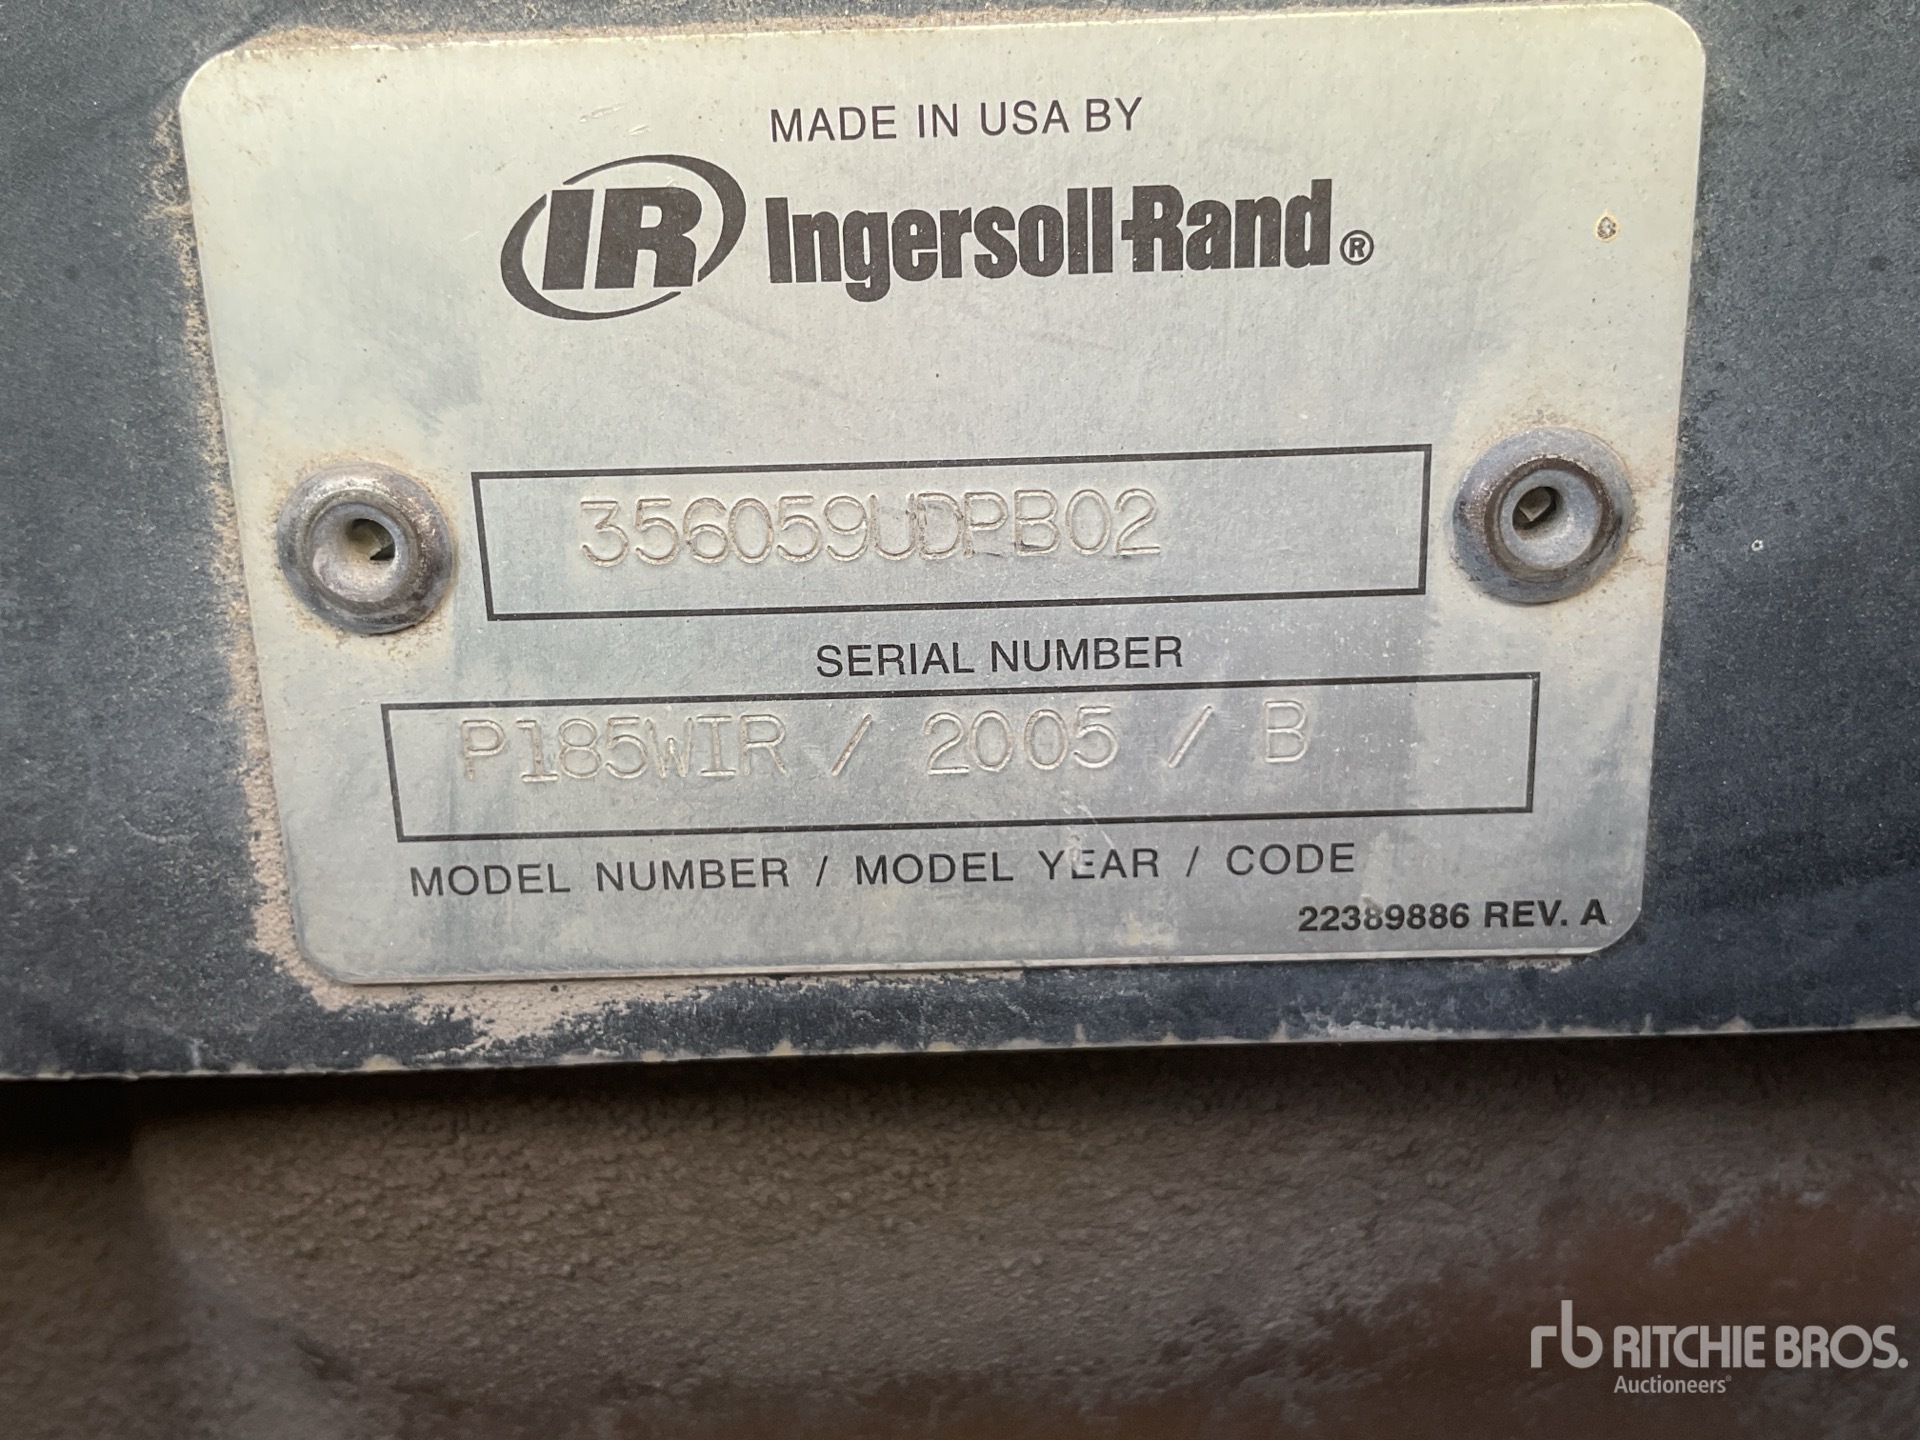 MADE IN USA BY
IR Ingersoll-Rand®
356059UDPB02
SERIAL NUMBER
P185WIR / 2005 / B
MODEL NUMBER / MODEL YEAR / CODE
22389886 REV. A
rb RITCHIE BROS.
Auctioneers®